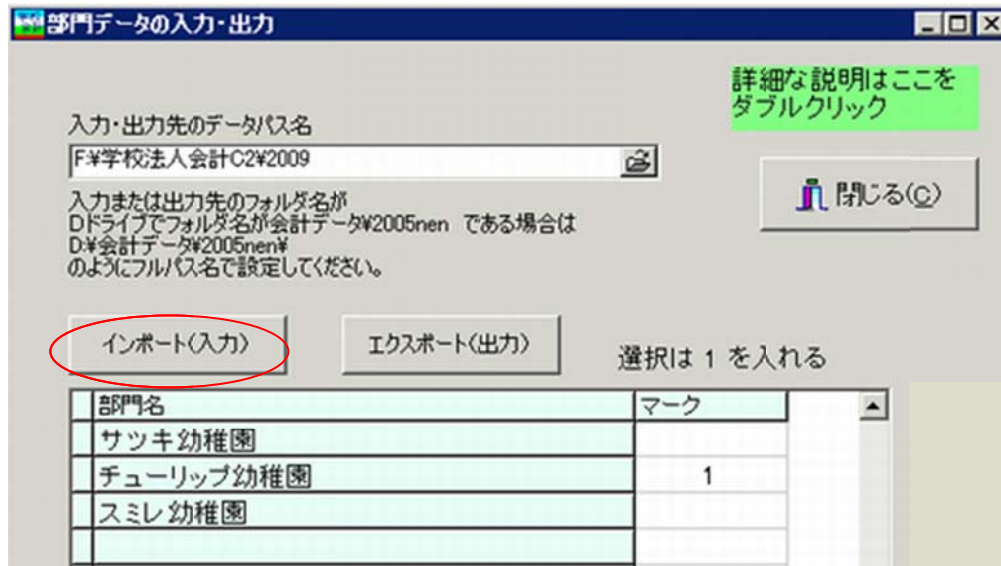 部門データの入力・出力
詳細な説明はここを
ダブルクリック
入力・出力先のデータパス名
F:¥学校法人会計C2¥2009
閉じる(C)
入力または出力先のフォルダ名が
Dドライブでフォルダ名が会計データ¥2005nen である場合は
D:¥会計データ¥2005nen¥
のようにフルパス名で設定してください。
インポート(入力)
エクスポート(出力)
選択は 1 を入れる
部門名 マーク
サツキ幼稚園
チューリップ幼稚園 1
スミレ幼稚園